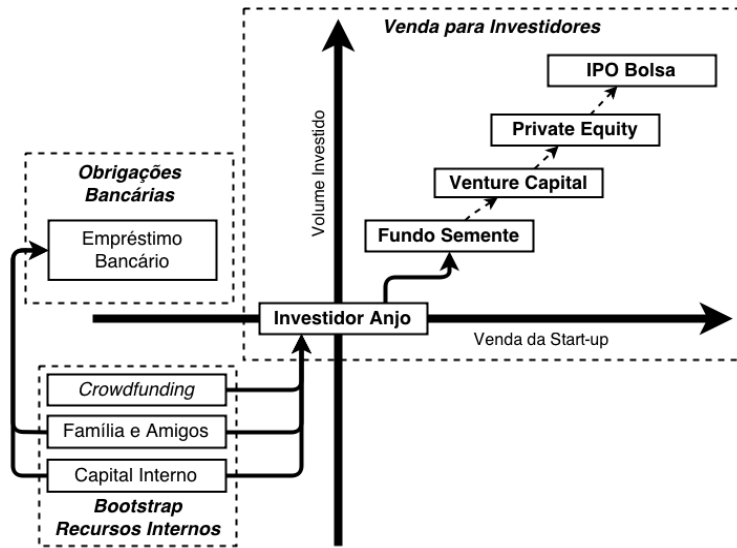 Venda para Investidores
IPO Bolsa
Private Equity
Venture Capital
Fundo Semente
Volume Investido
Obrigações
Bancárias
Empréstimo
Bancário
Investidor Anjo
Venda da Start-up
Crowdfunding
Família e Amigos
Capital Interno
Bootstrap
Recursos Internos